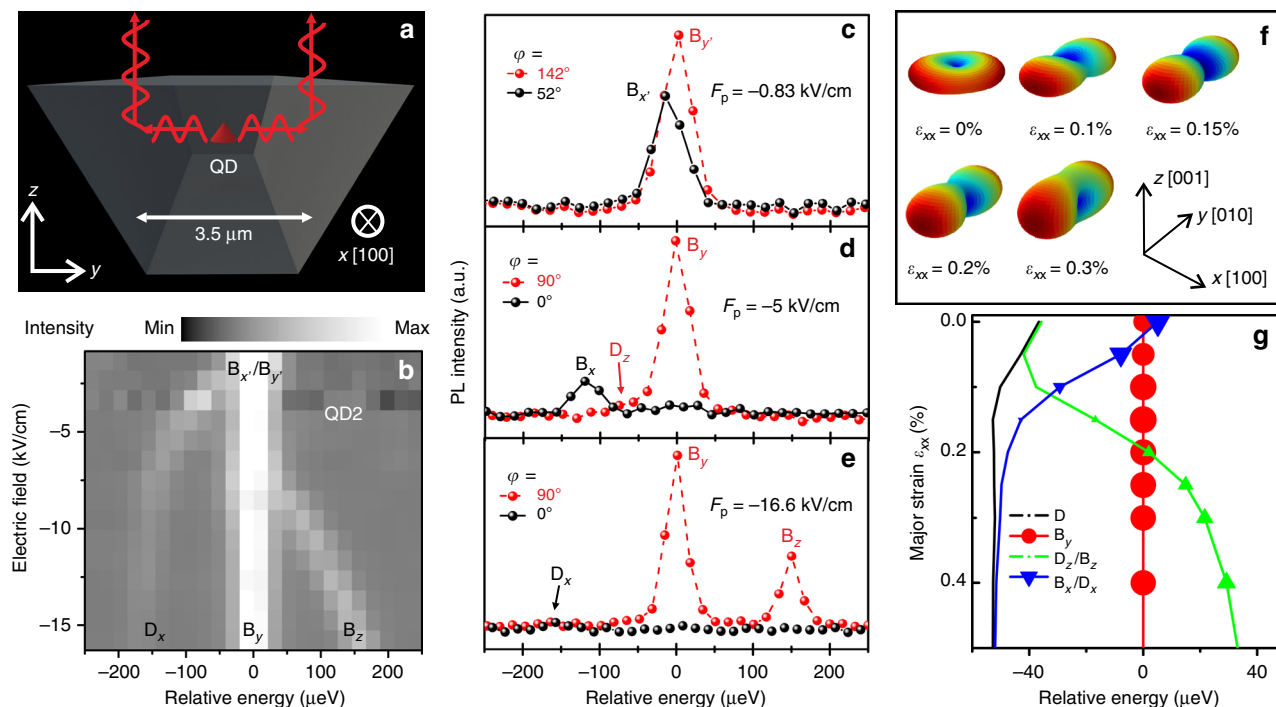 a
QD
z
y
3.5 μm
x [100]
Intensity Min Max
b
Bx′/By′
QD2
Dx By Bz
Electric field (kV/cm)
−5
−10
−15
−200 −100 0 100 200
Relative energy (μeV)
c
φ =
142°
52°
By′
Bx′
Fp = −0.83 kV/cm
d
φ =
90°
0°
By
Bx
Dz
Fp = −5 kV/cm
e
φ =
90°
0°
By
Bz
Dx
Fp = −16.6 kV/cm
PL intensity (a.u.)
−200 −100 0 100 200
Relative energy (μeV)
f
εxx = 0% εxx = 0.1% εxx = 0.15%
εxx = 0.2% εxx = 0.3%
z [001]
y [010]
x [100]
g
Major strain εxx (%)
0.0
0.2
0.4
D
By
Dz/Bz
Bx/Dx
−40 0 40
Relative energy (μeV)